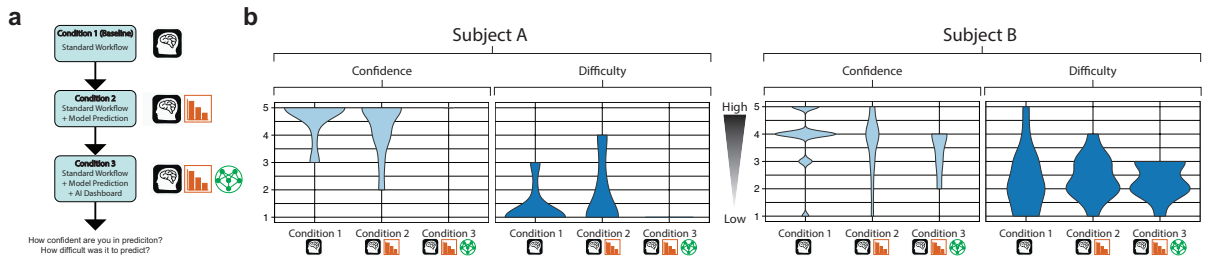 a
Condition 1 (Baseline)
Standard Workflow
Condition 2
Standard Workflow
+ Model Prediction
Condition 3
Standard Workflow
+ Model Prediction
+ AI Dashboard
How confident are you in prediciton?
How difficult was it to predict?
b
Subject A
Confidence
Difficulty
5
4
3
2
1
Condition 1
Condition 2
Condition 3
Condition 1
Condition 2
Condition 3
High
Low
Subject B
Confidence
Difficulty
5
4
3
2
1
Condition 1
Condition 2
Condition 3
Condition 1
Condition 2
Condition 3